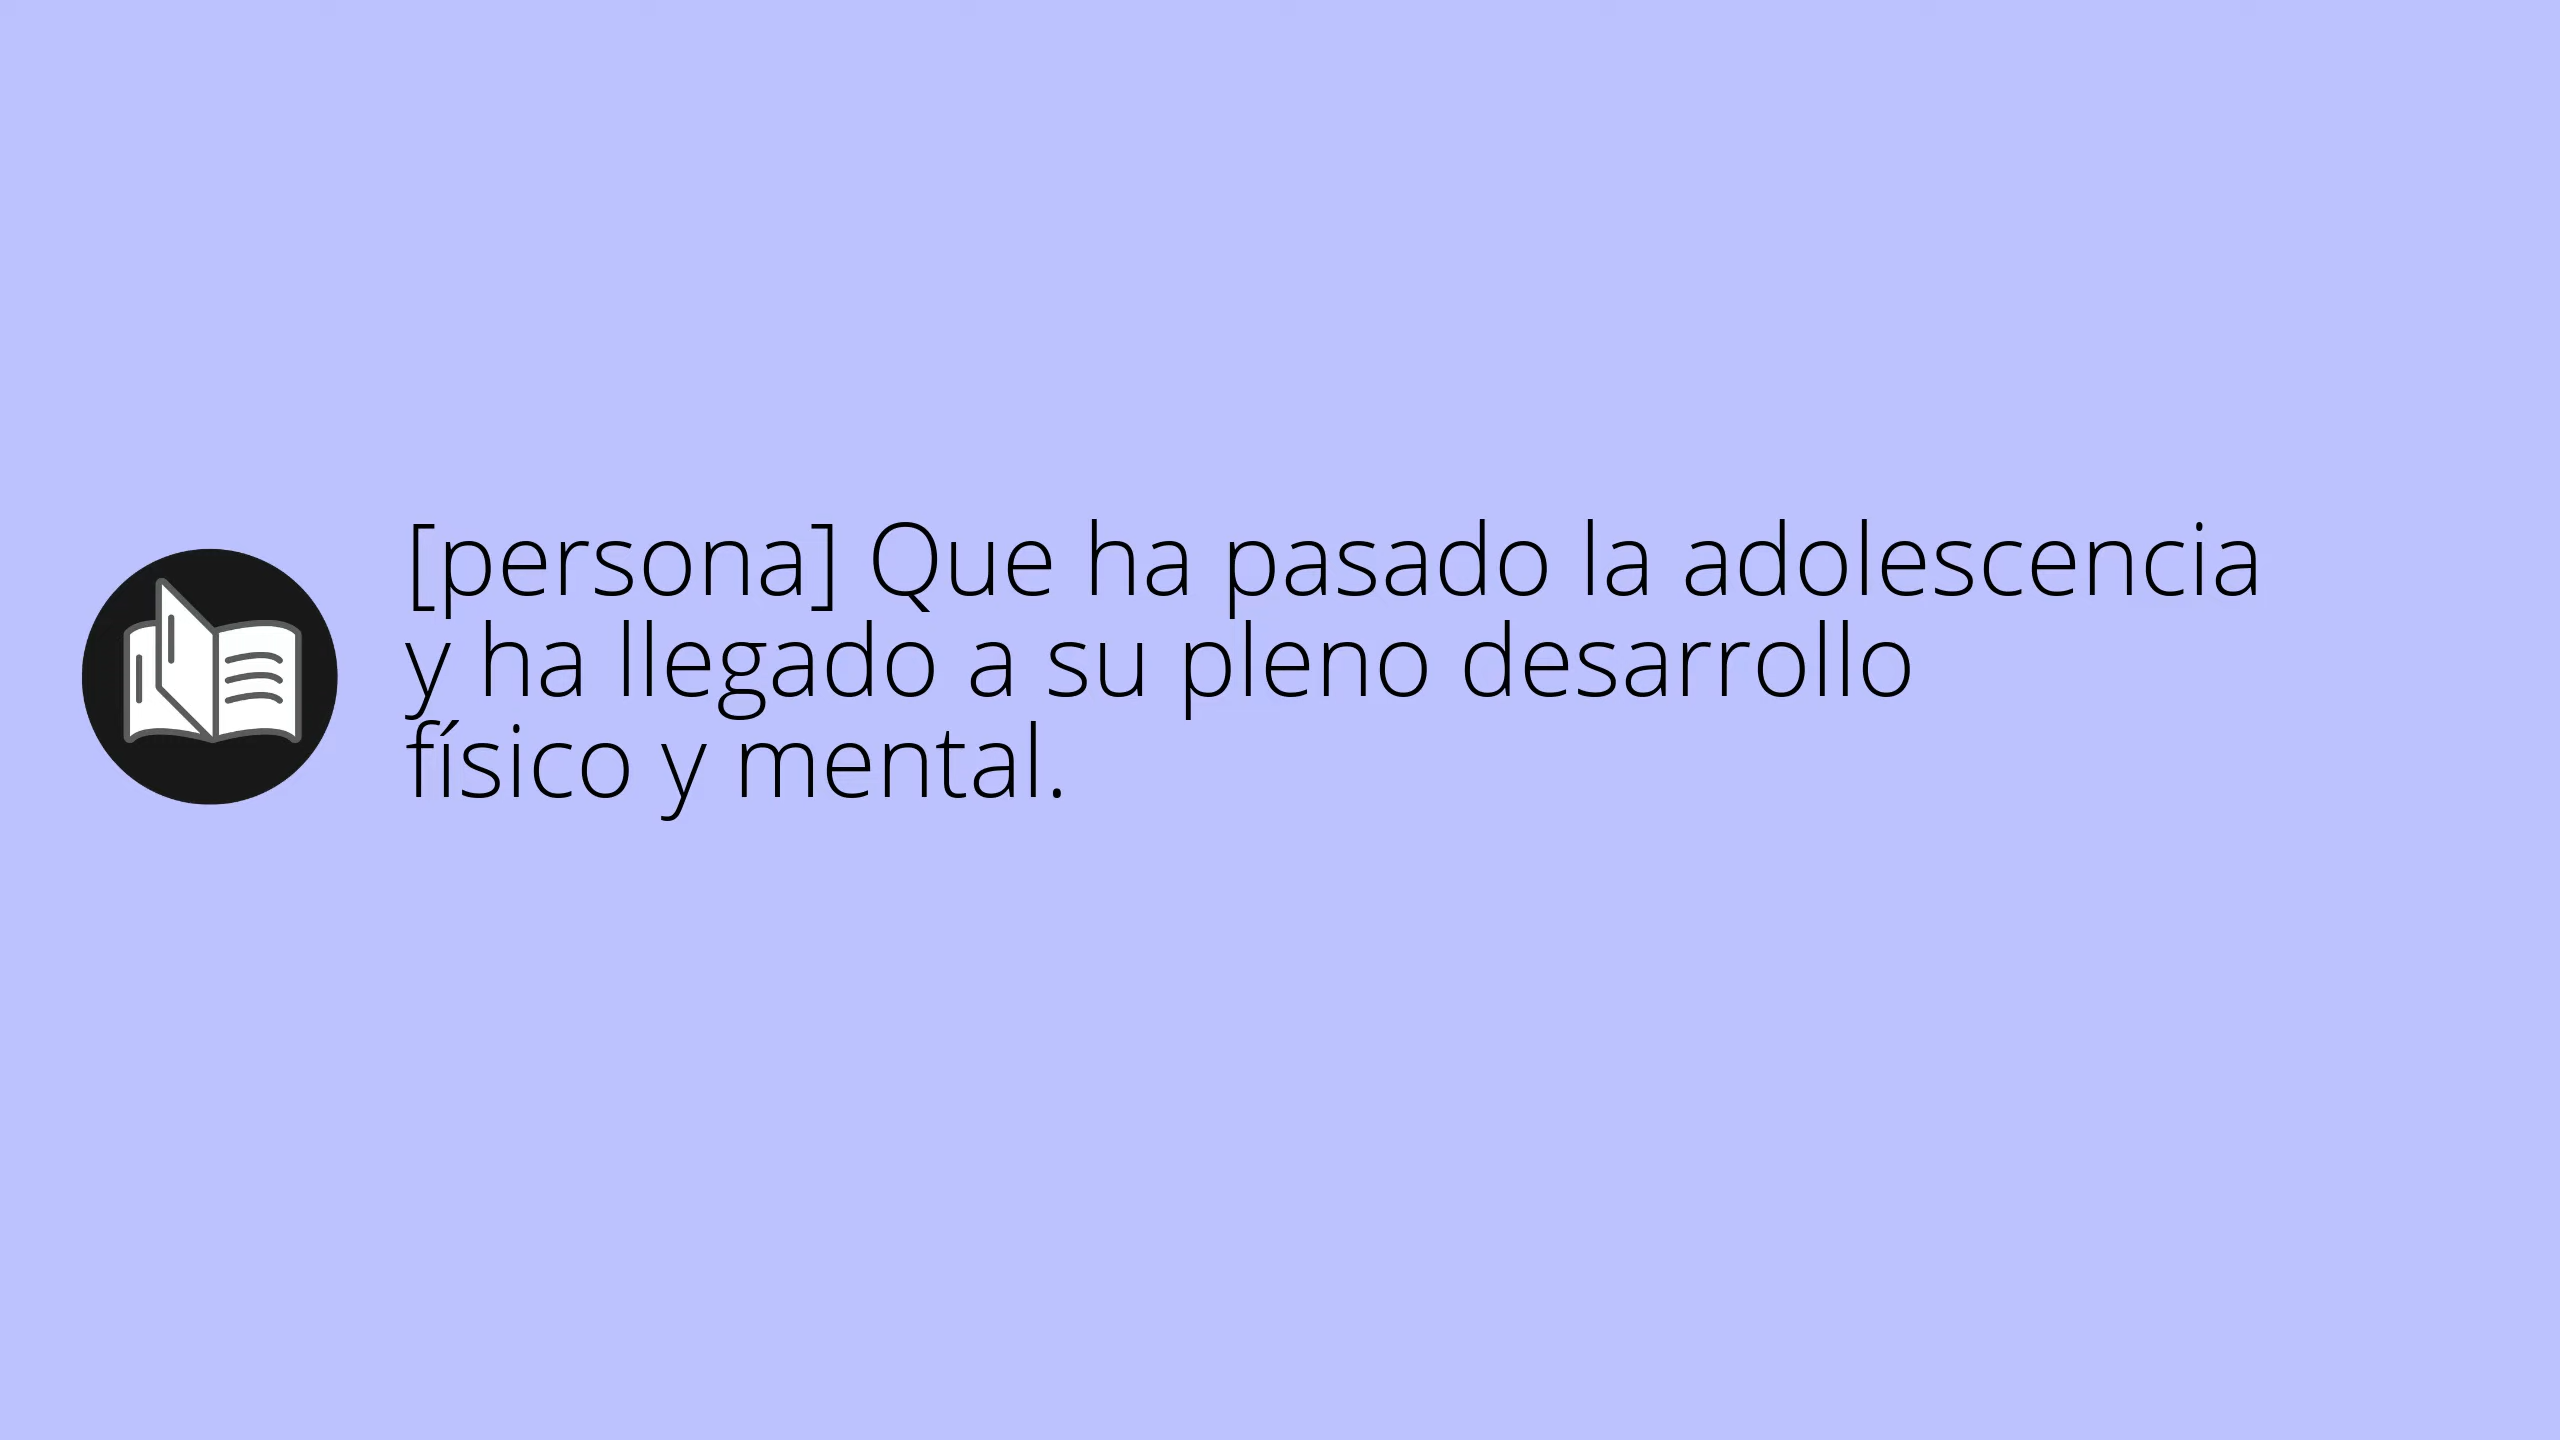 [persona] Que ha pasado la adolescencia
y ha llegado a su pleno desarrollo
físico y mental.